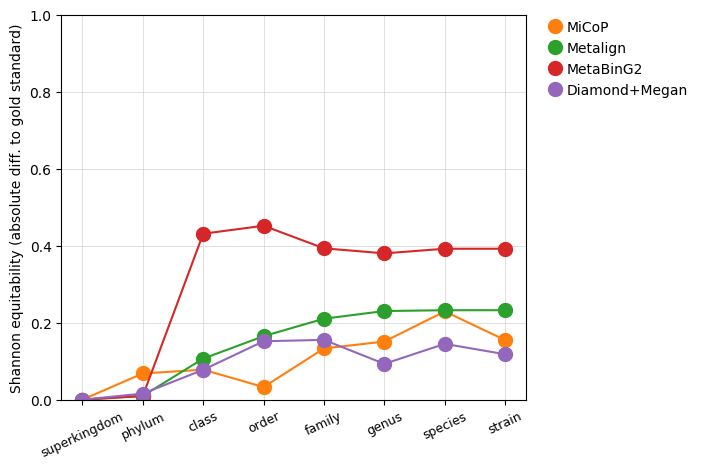 Shannon equitability (absolute diff. to gold standard)
1.0
0.8
0.6
0.4
0.2
0.0
superkingdom
phylum
class
order
family
genus
species
strain
MiCoP
Metalign
MetaBinG2
Diamond+Megan